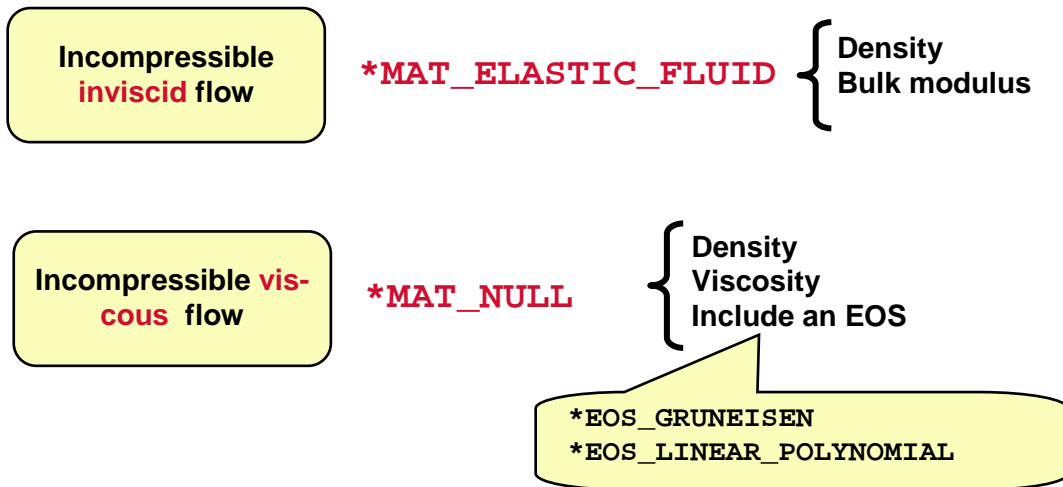 Incompressible
inviscid flow
*MAT_ELASTIC_FLUID
Density
Bulk modulus
Incompressible vis-
cous flow
*MAT_NULL
Density
Viscosity
Include an EOS
*EOS_GRUNEISEN
*EOS_LINEAR_POLYNOMIAL